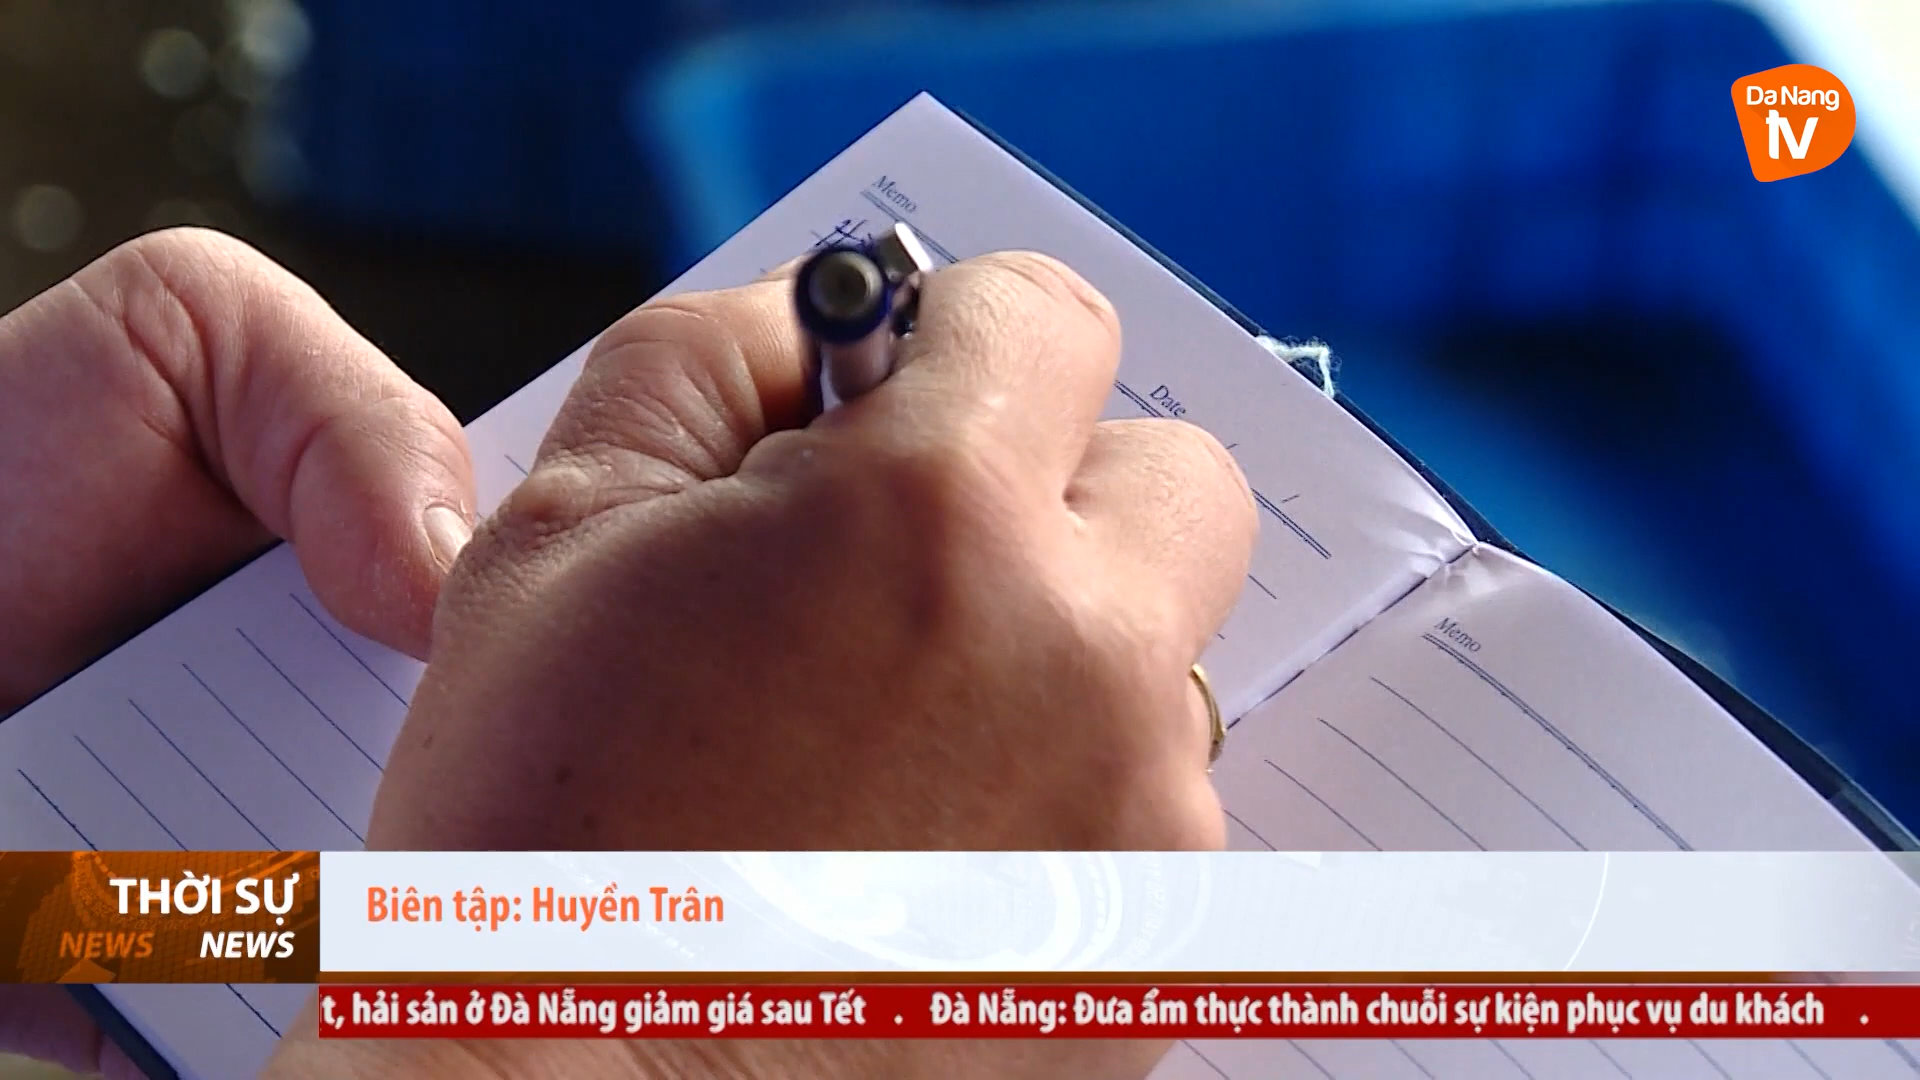 Da Nang
tv
Memo
Date
/
/
Memo
THỜI SỰ
NEWS NEWS
Biên tập: Huyền Trân
t, hải sản ở Đà Nẵng giảm giá sau Tết . Đà Nẵng: Đưa ẩm thực thành chuỗi sự kiện phục vụ du khách .